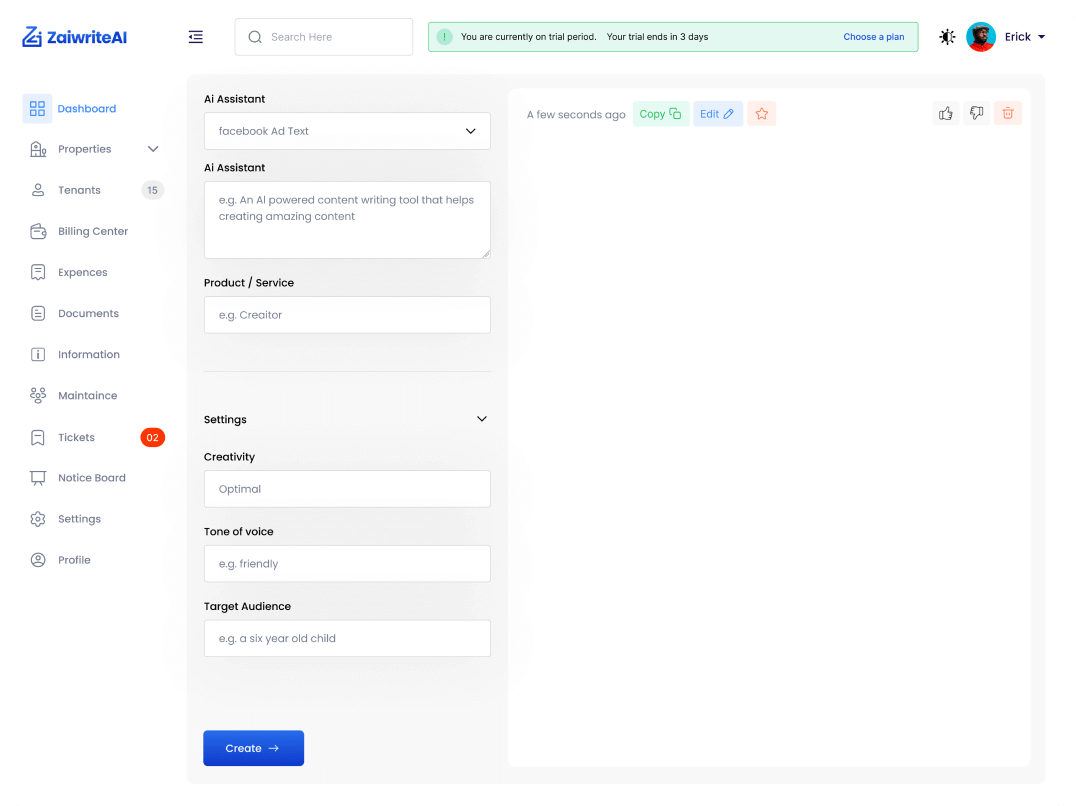 ZaiwriteAI
Search Here
! You are currently on trial period. Your trial ends in 3 days Choose a plan
Erick
Dashboard
Properties
Tenants 15
Billing Center
Expences
Documents
Information
Maintaince
Tickets 02
Notice Board
Settings
Profile
Ai Assistant
facebook Ad Text
Ai Assistant
e.g. An AI powered content writing tool that helps
creating amazing content
Product / Service
e.g. Creaitor
Settings
Creativity
Optimal
Tone of voice
e.g. friendly
Target Audience
e.g. a six year old child
Create
A few seconds ago Copy Edit